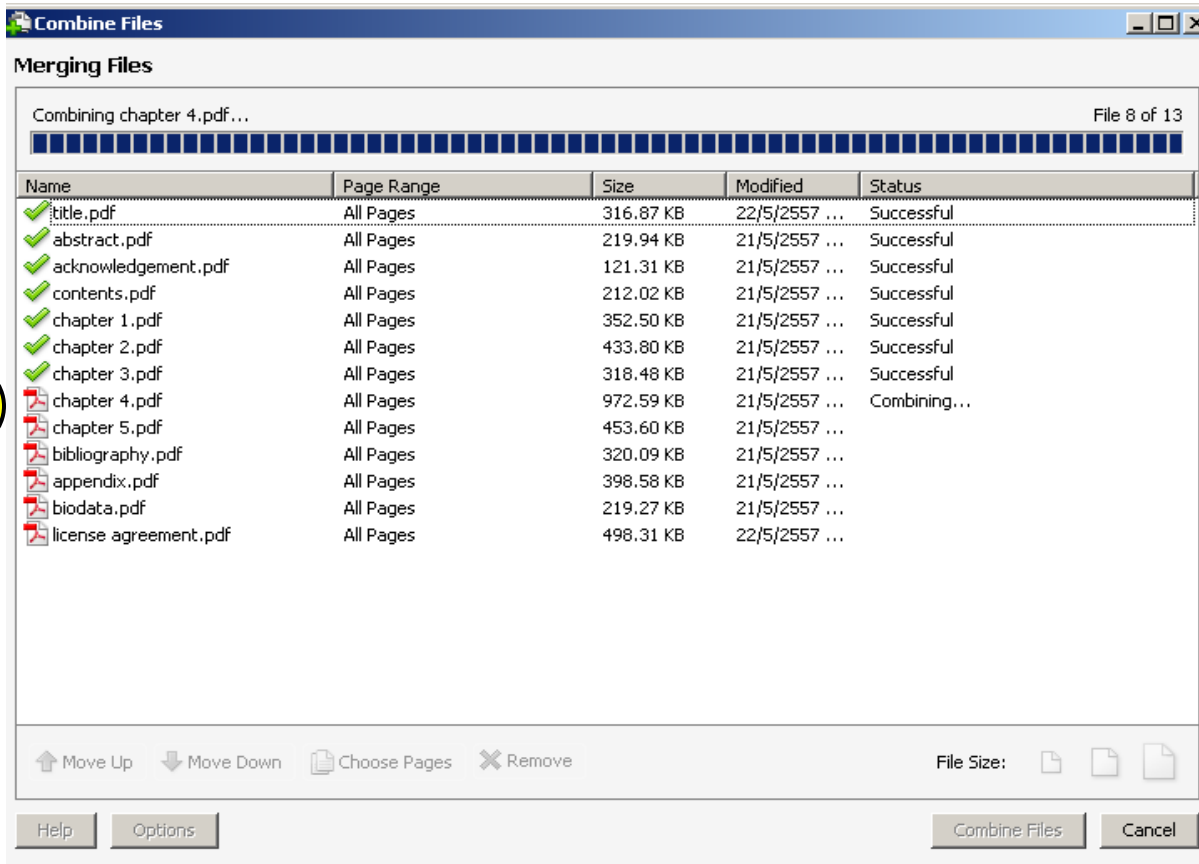 Combine Files
Merging Files
Combining chapter 4.pdf... File 8 of 13
Name Page Range Size Modified Status
title.pdf All Pages 316.87 KB 22/5/2557 ... Successful
abstract.pdf All Pages 219.94 KB 21/5/2557 ... Successful
acknowledgement.pdf All Pages 121.31 KB 21/5/2557 ... Successful
contents.pdf All Pages 212.02 KB 21/5/2557 ... Successful
chapter 1.pdf All Pages 352.50 KB 21/5/2557 ... Successful
chapter 2.pdf All Pages 433.80 KB 21/5/2557 ... Successful
chapter 3.pdf All Pages 318.48 KB 21/5/2557 ... Successful
chapter 4.pdf All Pages 972.59 KB 21/5/2557 ... Combining...
chapter 5.pdf All Pages 453.60 KB 21/5/2557 ...
bibliography.pdf All Pages 320.09 KB 21/5/2557 ...
appendix.pdf All Pages 398.58 KB 21/5/2557 ...
biodata.pdf All Pages 219.27 KB 21/5/2557 ...
license agreement.pdf All Pages 498.31 KB 22/5/2557 ...
Move Up Move Down Choose Pages Remove File Size:
Help Options Combine Files Cancel